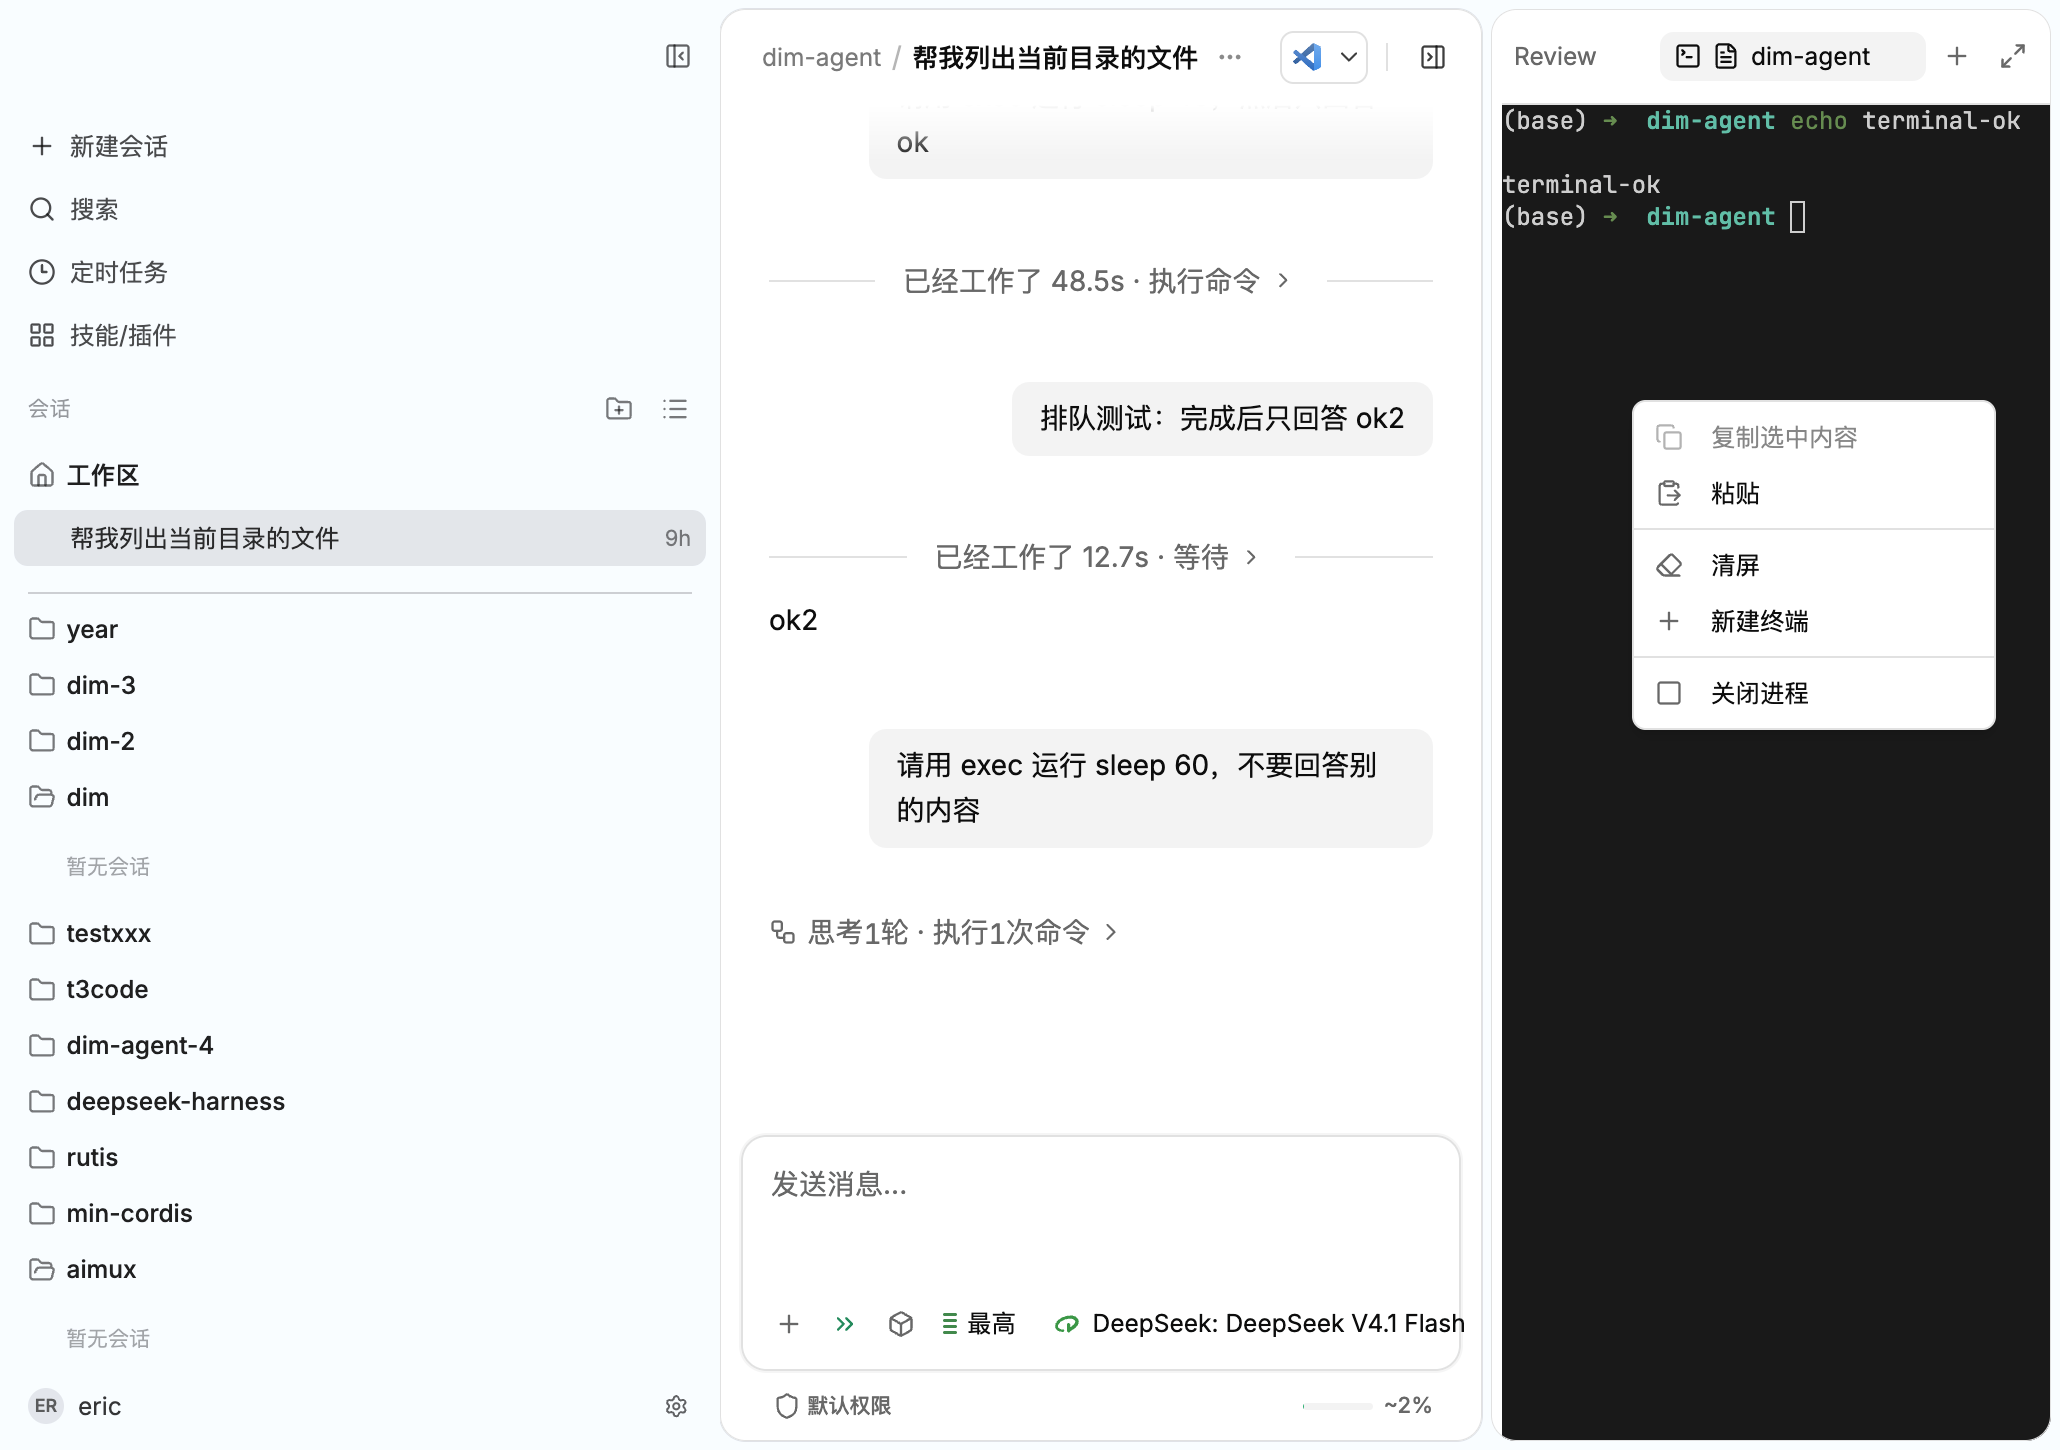 新建会话
搜索
定时任务
技能/插件
会话
工作区
帮我列出当前目录的文件 9h
year
dim-3
dim-2
dim
暂无会话
testxxx
t3code
dim-agent-4
deepseek-harness
rutis
min-cordis
aimux
暂无会话
ER eric
dim-agent / 帮我列出当前目录的文件 ···
ok
已经工作了 48.5s · 执行命令
排队测试：完成后只回答 ok2
已经工作了 12.7s · 等待
ok2
请用 exec 运行 sleep 60，不要回答别
的内容
思考1轮 · 执行1次命令
发送消息...
最高 DeepSeek: DeepSeek V4.1 Flash
默认权限 ~2%
Review dim-agent
(base) ➜ dim-agent echo terminal-ok
terminal-ok
(base) ➜ dim-agent
复制选中内容
粘贴
清屏
新建终端
关闭进程